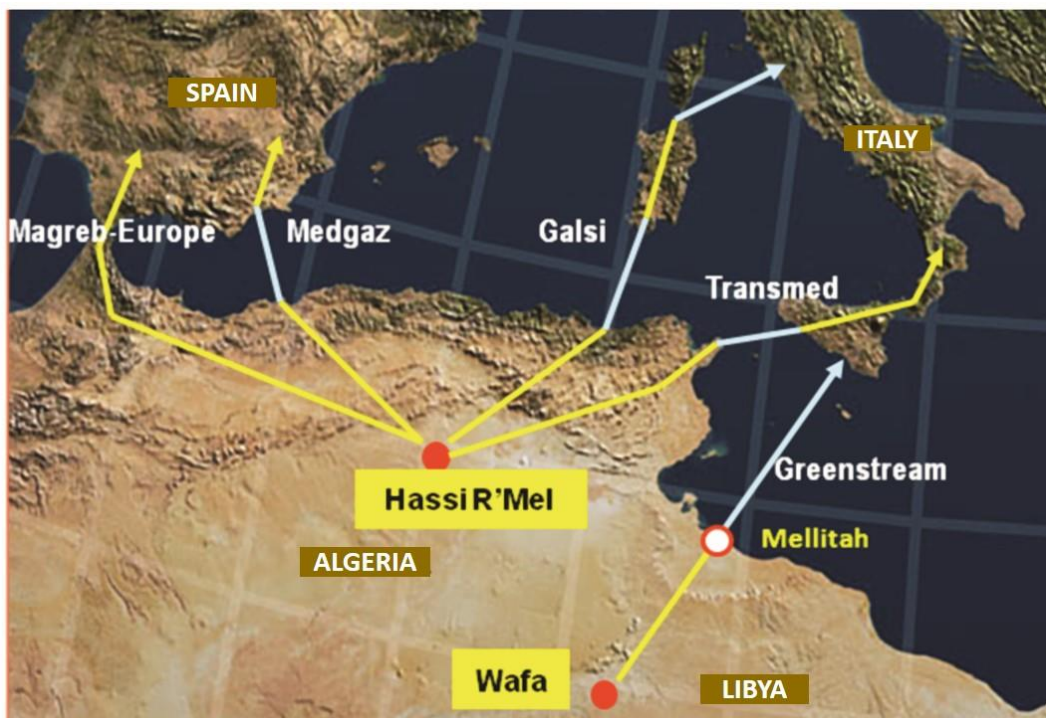 SPAIN
ITALY
Magreb-Europe
Medgaz
Galsi
Transmed
Greenstream
Hassi R'Mel
Mellitah
ALGERIA
Wafa
LIBYA